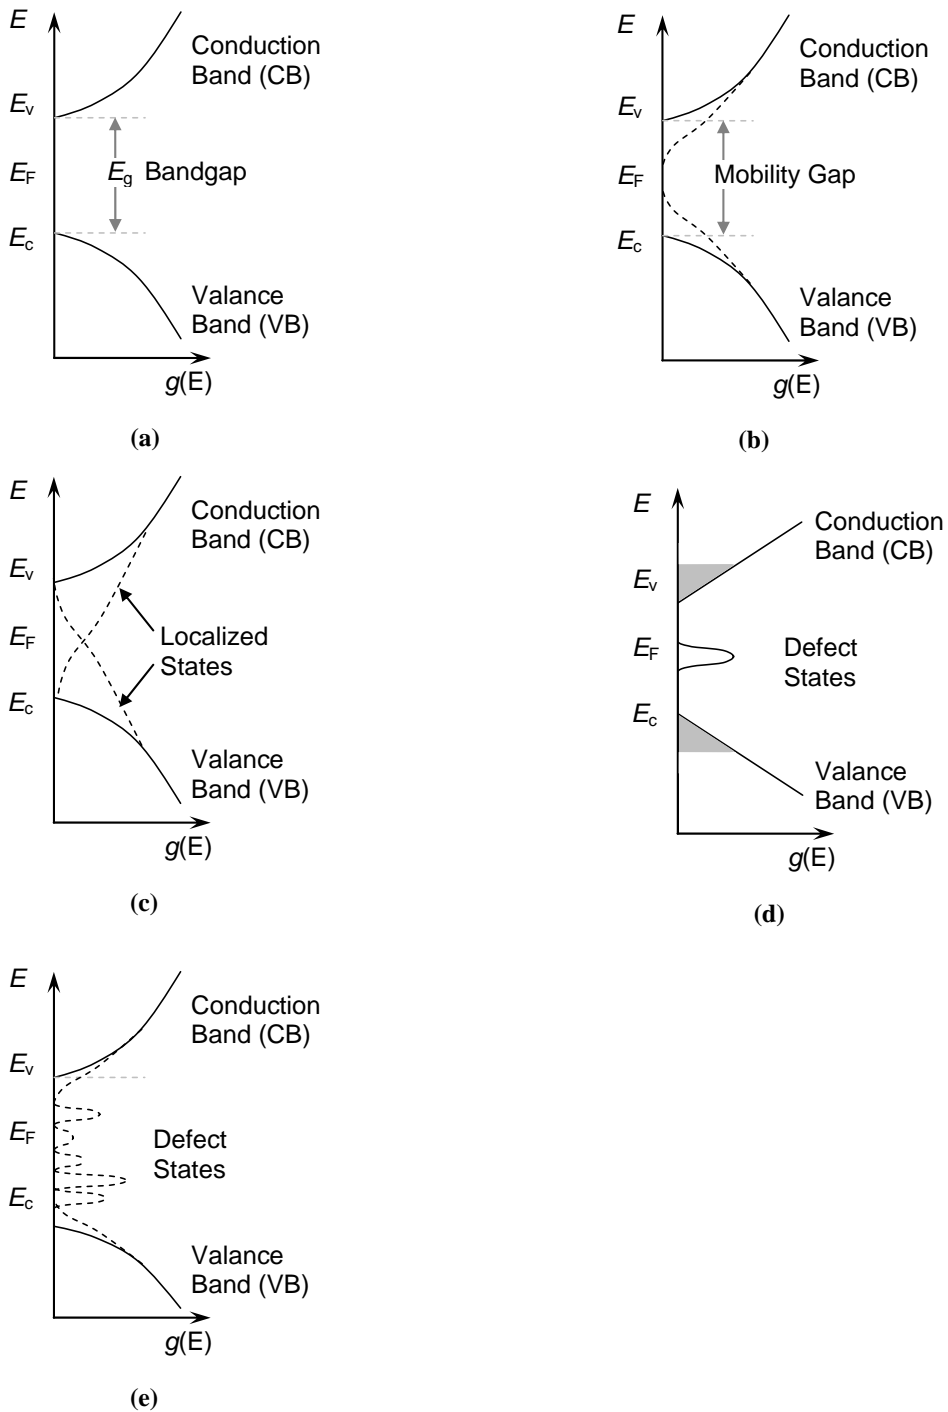 E
Conduction
Band (CB)
Ev
Eg Bandgap
EF
Ec
Valance
Band (VB)
g(E)
(a)
E
Conduction
Band (CB)
Ev
EF
Mobility Gap
Ec
Valance
Band (VB)
g(E)
(b)
E
Conduction
Band (CB)
Ev
EF
Localized
States
Ec
Valance
Band (VB)
g(E)
(c)
E
Conduction
Band (CB)
Ev
EF
Defect
States
Ec
Valance
Band (VB)
g(E)
(d)
E
Conduction
Band (CB)
Ev
EF
Defect
States
Ec
Valance
Band (VB)
g(E)
(e)